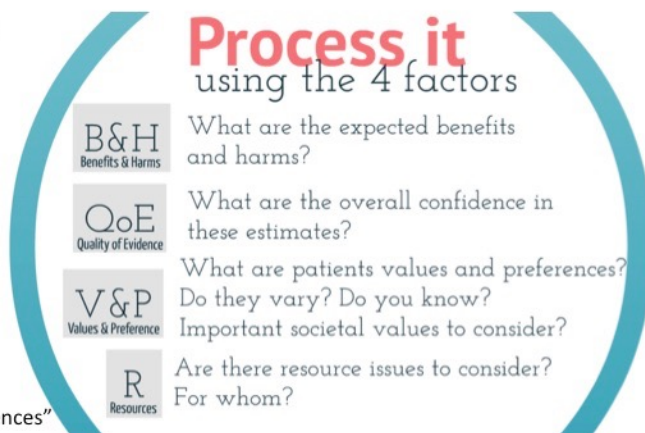 Process it
using the 4 factors
B&H
Benefits & Harms
What are the expected benefits
and harms?
QoE
Quality of Evidence
What are the overall confidence in
these estimates?
V&P
Values & Preference
What are patients values and preferences?
Do they vary? Do you know?
Important societal values to consider?
R
Resources
Are there resource issues to consider?
For whom?
nces”